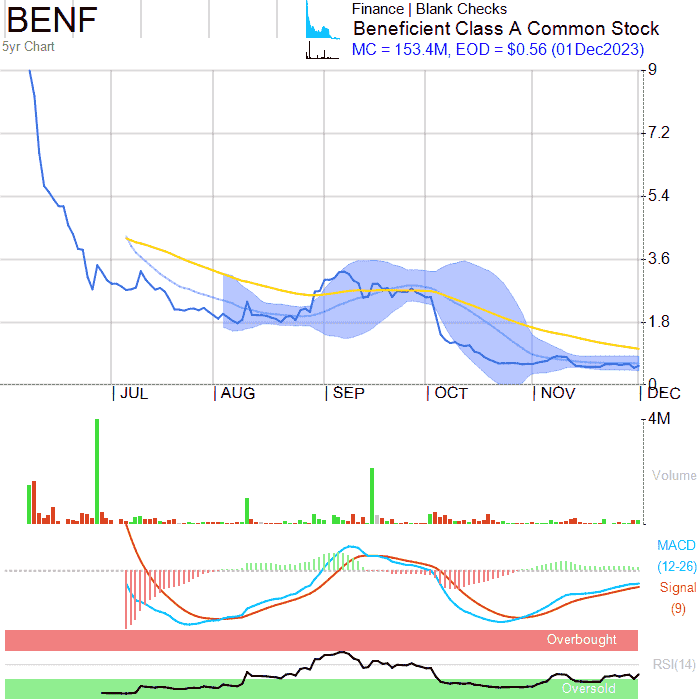 BENF
5yr Chart
Finance | Blank Checks
Beneficient Class A Common Stock
MC = 153.4M, EOD = $0.56 (01Dec2023)
9
7.2
5.4
3.6
1.8
0
JUL AUG SEP OCT NOV DEC
4M
Volume
MACD
(12-26)
Signal
(9)
Overbought
RSI(14)
Oversold